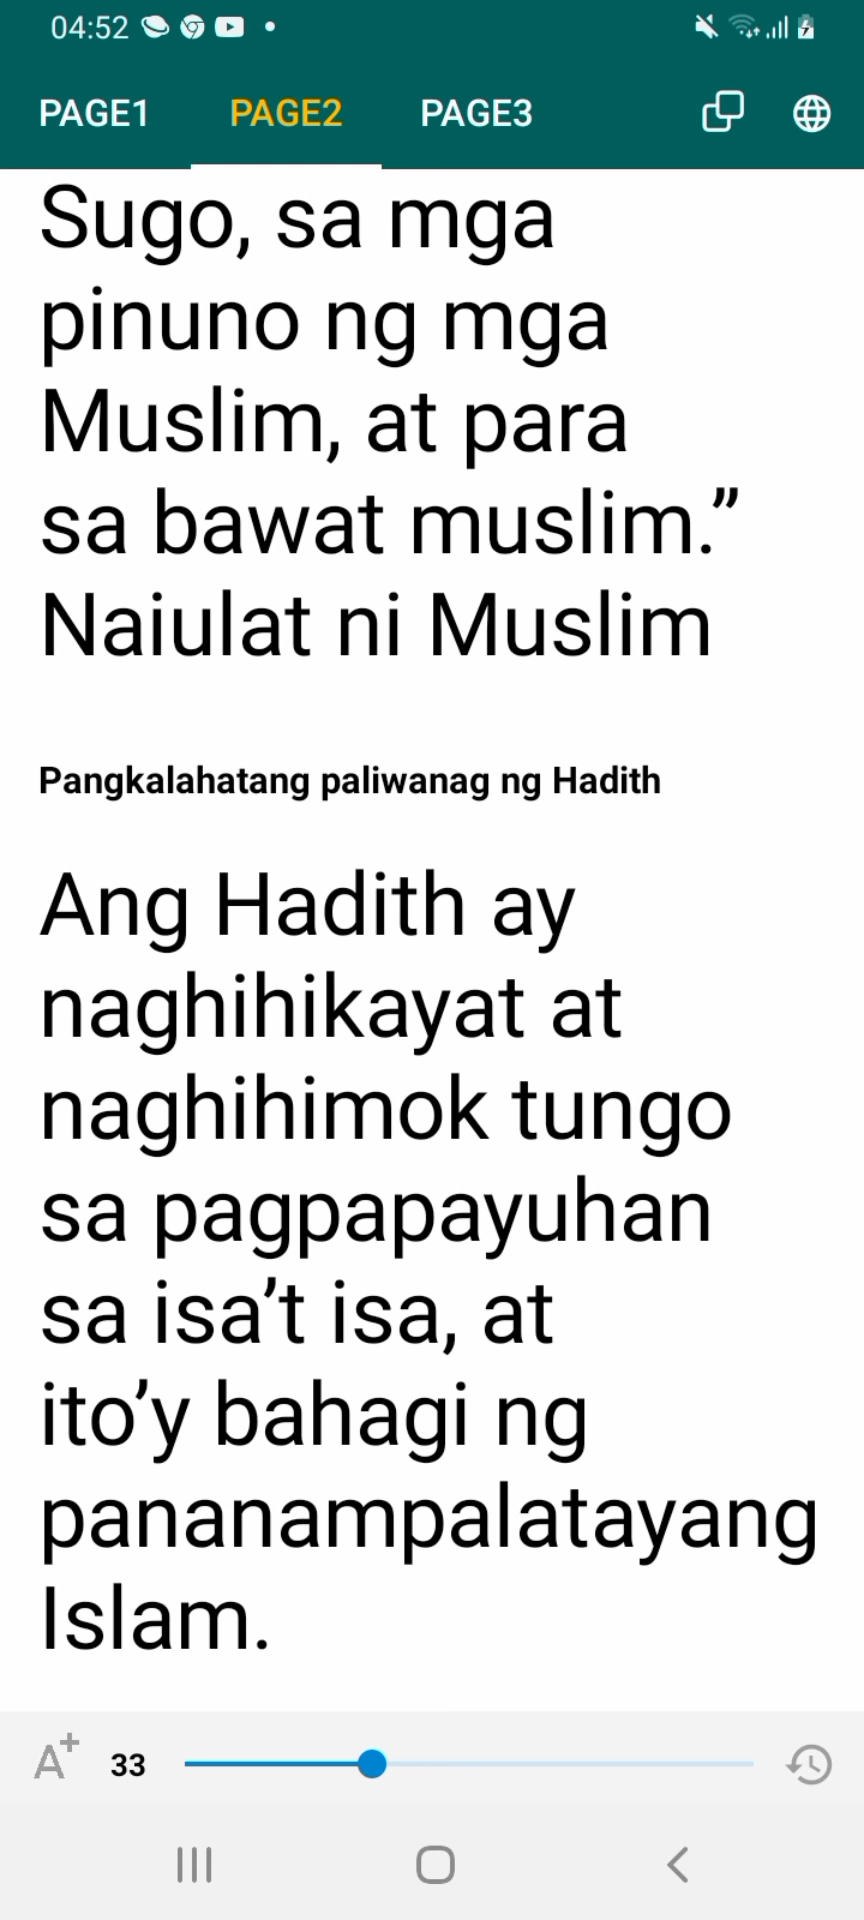 04:52
PAGE1 PAGE2 PAGE3
Sugo, sa mga
pinuno ng mga
Muslim, at para
sa bawat muslim.”
Naiulat ni Muslim
Pangkalahatang paliwanag ng Hadith
Ang Hadith ay
naghihikayat at
naghihimok tungo
sa pagpapayuhan
sa isa’t isa, at
ito’y bahagi ng
pananampalatayang
Islam.
A+ 33